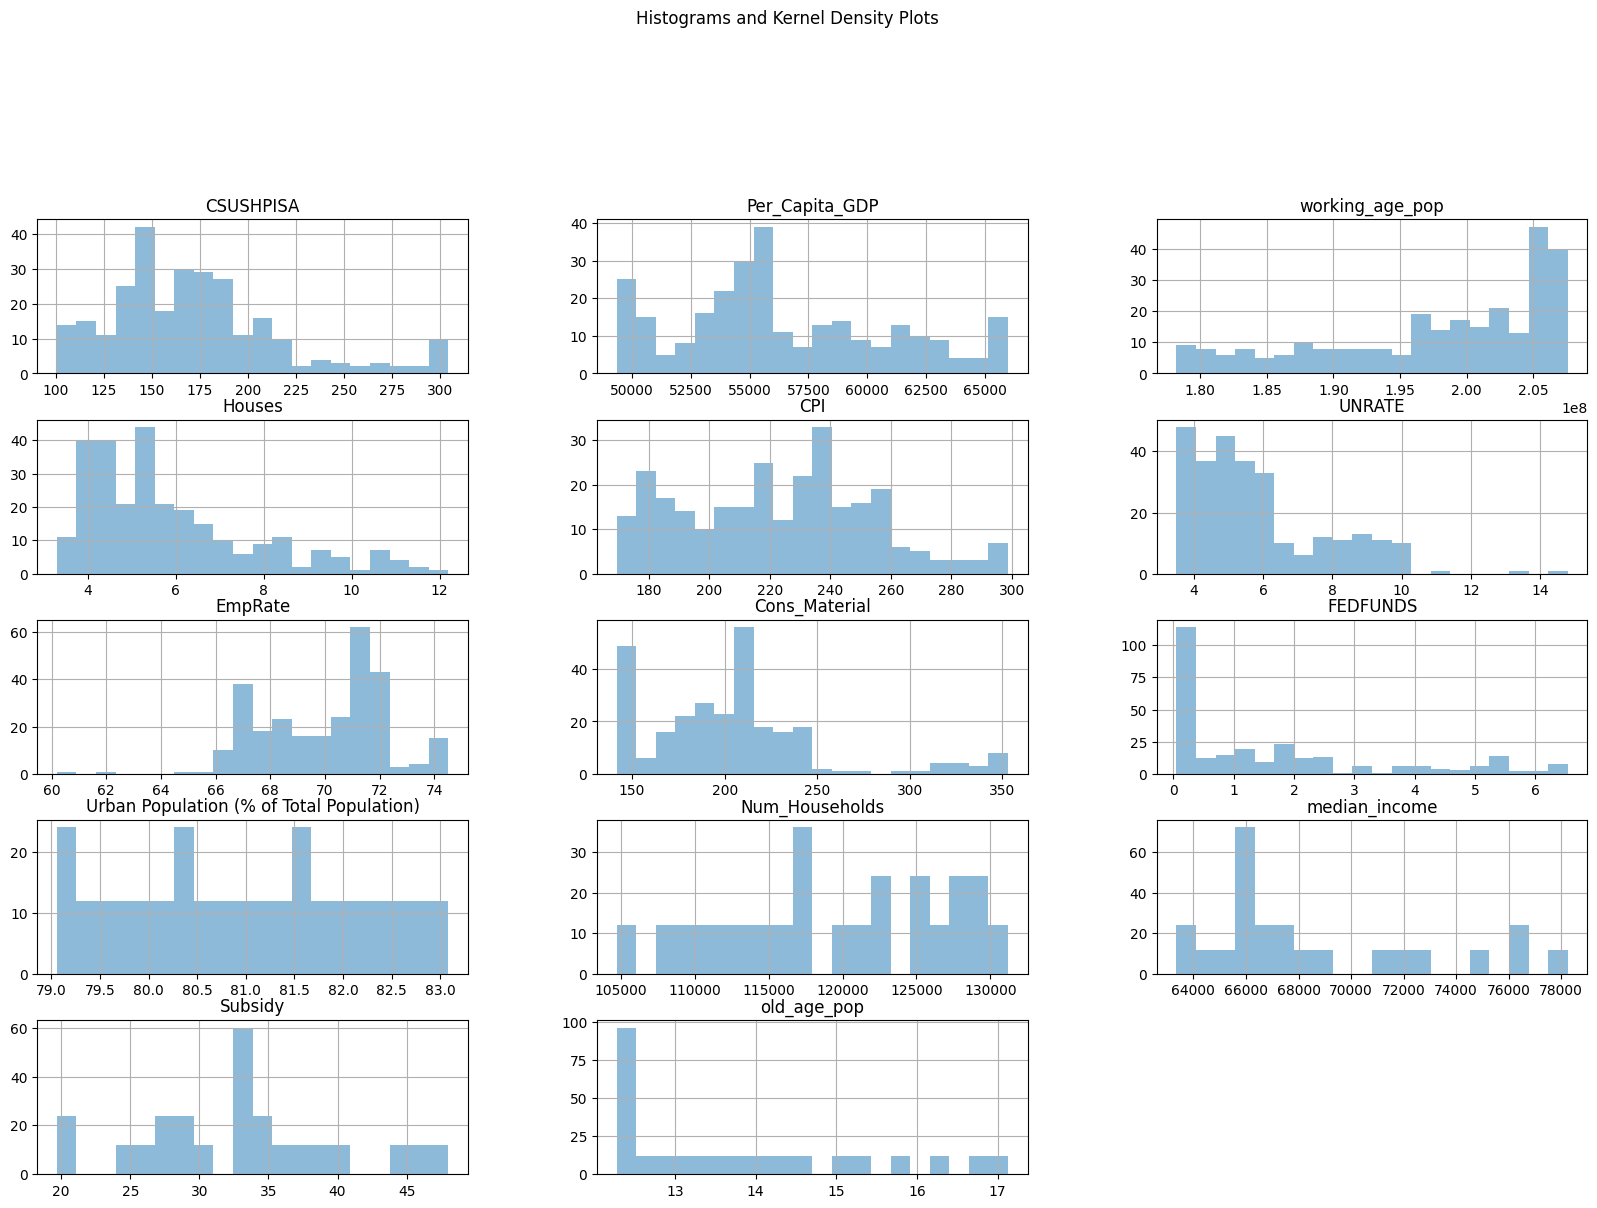 Histograms and Kernel Density Plots
CSUSHPISA
40
30
20
10
0
100 125 150 175 200 225 250 275 300
Per_Capita_GDP
40
30
20
10
0
50000 52500 55000 57500 60000 62500 65000
working_age_pop
40
30
20
10
0
1.80 1.85 1.90 1.95 2.00 2.05
1e8
Houses
40
30
20
10
0
4 6 8 10 12
CPI
30
20
10
0
180 200 220 240 260 280 300
UNRATE
40
20
0
4 6 8 10 12 14
EmpRate
60
40
20
0
60 62 64 66 68 70 72 74
Cons_Material
40
20
0
150 200 250 300 350
FEDFUNDS
100
75
50
25
0
0 1 2 3 4 5 6
Urban Population (% of Total Population)
20
10
0
79.0 79.5 80.0 80.5 81.0 81.5 82.0 82.5 83.0
Num_Households
30
20
10
0
105000 110000 115000 120000 125000 130000
median_income
60
40
20
0
64000 66000 68000 70000 72000 74000 76000 78000
Subsidy
60
40
20
0
20 25 30 35 40 45
old_age_pop
100
75
50
25
0
13 14 15 16 17